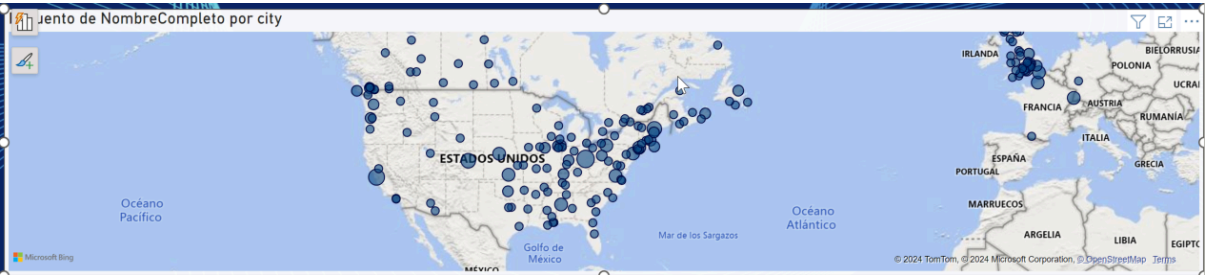 uento de NombreCompleto por city
IRLANDA
BIELORRUSIA
POLONIA
UCRAI
FRANCIA
AUSTRIA
RUMANÍA
ITALIA
ESTADOS UNIDOS
ESPAÑA
GRECIA
PORTUGAL
Océano
Pacífico
Océano
Atlántico
MARRUECOS
Mar de los Sargazos
ARGELIA
LIBIA
EGIPTO
Golfo de
México
MÉXICO
Microsoft Bing
© 2024 TomTom, © 2024 Microsoft Corporation, © OpenStreetMap Terms